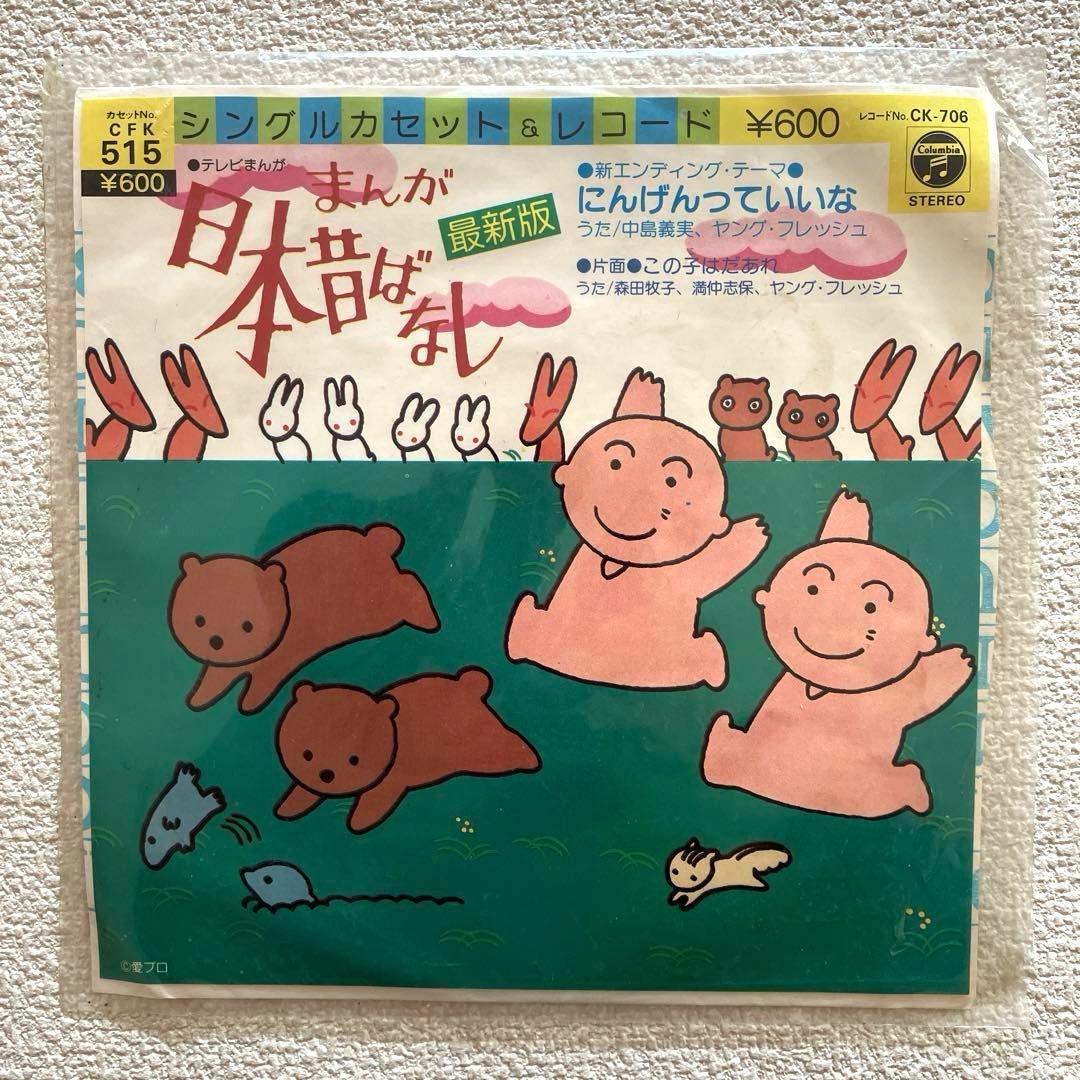 カセットNo.
CFK
515
¥600
シングルカセット&レコード
¥600
レコードNo. CK-706
Columbia
STEREO
●テレビまんが
まんが
日本昔ばなし
最新版
●新エンディング・テーマ●
にんげんっていいな
うた/中島義実、ヤング・フレッシュ
●片面●この子はだあれ
うた/森田牧子、満仲志保、ヤング・フレッシュ
©愛プロ